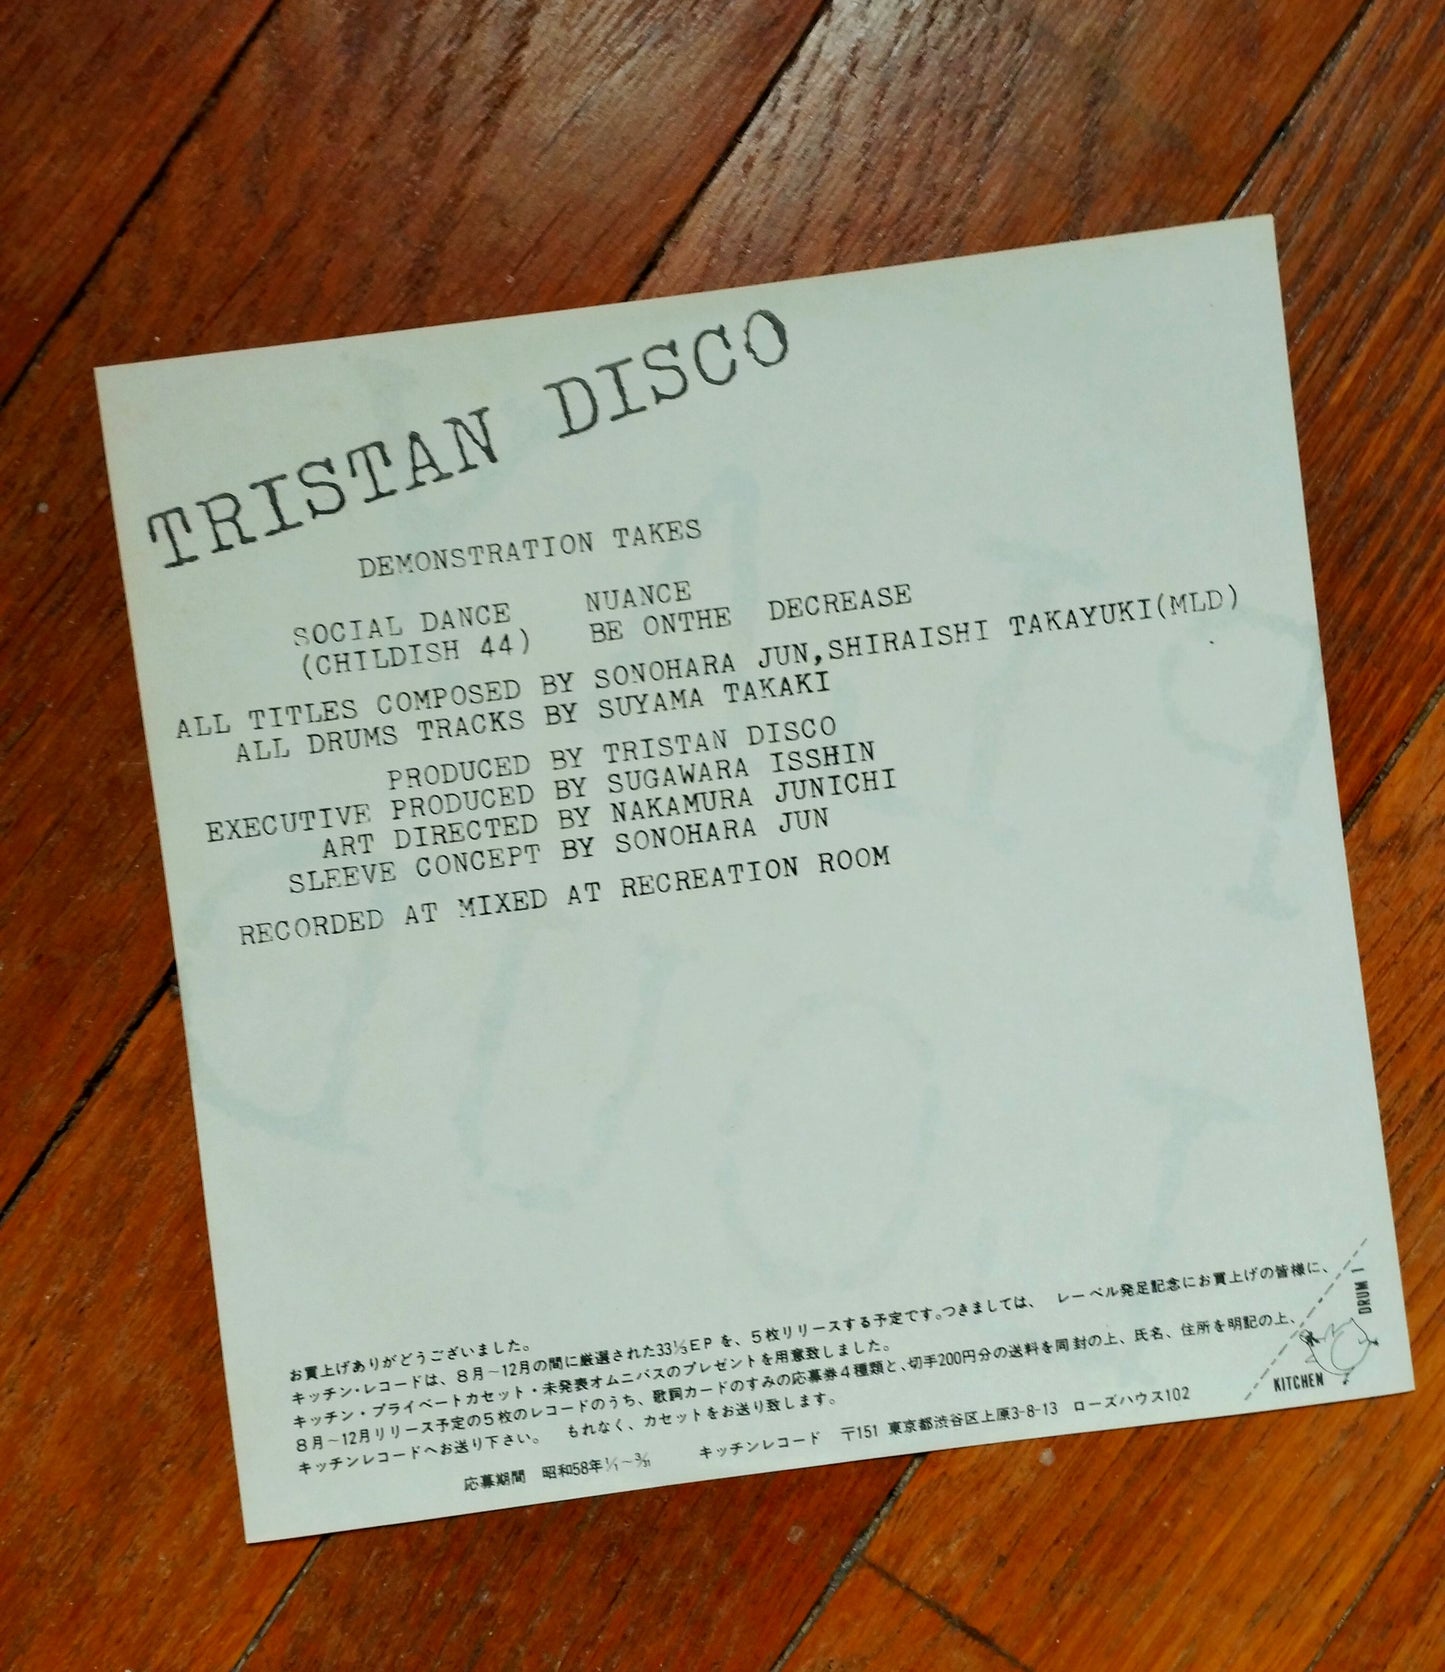 TRISTAN DISCO
DEMONSTRATION TAKES
SOCIAL DANCE NUANCE
(CHILDISH 44) BE ONTHE DECREASE
ALL TITLES COMPOSED BY SONOHARA JUN,SHIRAISHI TAKAYUKI(MLD)
ALL DRUMS TRACKS BY SUYAMA TAKAKI
PRODUCED BY TRISTAN DISCO
EXECUTIVE PRODUCED BY SUGAWARA ISSHIN
ART DIRECTED BY NAKAMURA JUNICHI
SLEEVE CONCEPT BY SONOHARA JUN
RECORDED AT MIXED AT RECREATION ROOM
お買上げありがとうございました。
キッチン・レコードは、8月~12月の間に厳選された33⅓EPを、5枚リリースする予定です。つきましては、 レーベル発足記念にお買上げの皆様に、
キッチン・プライベートカセット・未発表オムニバスのプレゼントを用意致しました。
8月~12月リリース予定の5枚のレコードのうち、歌詞カードのすみの応募券4種類と、切手200円分の送料を同封の上、氏名、住所を明記の上、
キッチンレコードへお送り下さい。 もれなく、カセットをお送り致します。
応募期間 昭和58年1/1~3/31 キッチンレコード 〒151 東京都渋谷区上原3-8-13 ローズハウス102
DRUM 1
KITCHEN